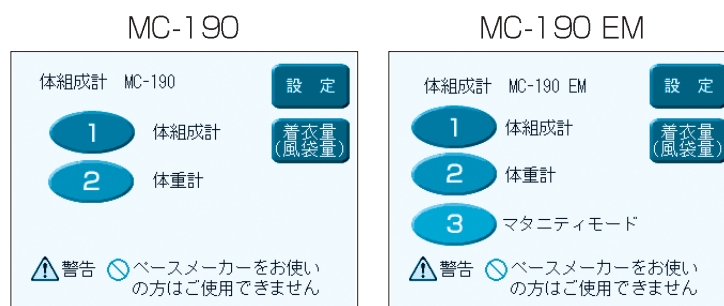 MC-190
体組成計 MC-190
設 定
1 体組成計
着衣量
(風袋量)
2 体重計
警告 ペースメーカーをお使い
の方はご使用できません
MC-190 EM
体組成計 MC-190 EM
設 定
1 体組成計
着衣量
(風袋量)
2 体重計
3 マタニティモード
警告 ペースメーカーをお使い
の方はご使用できません